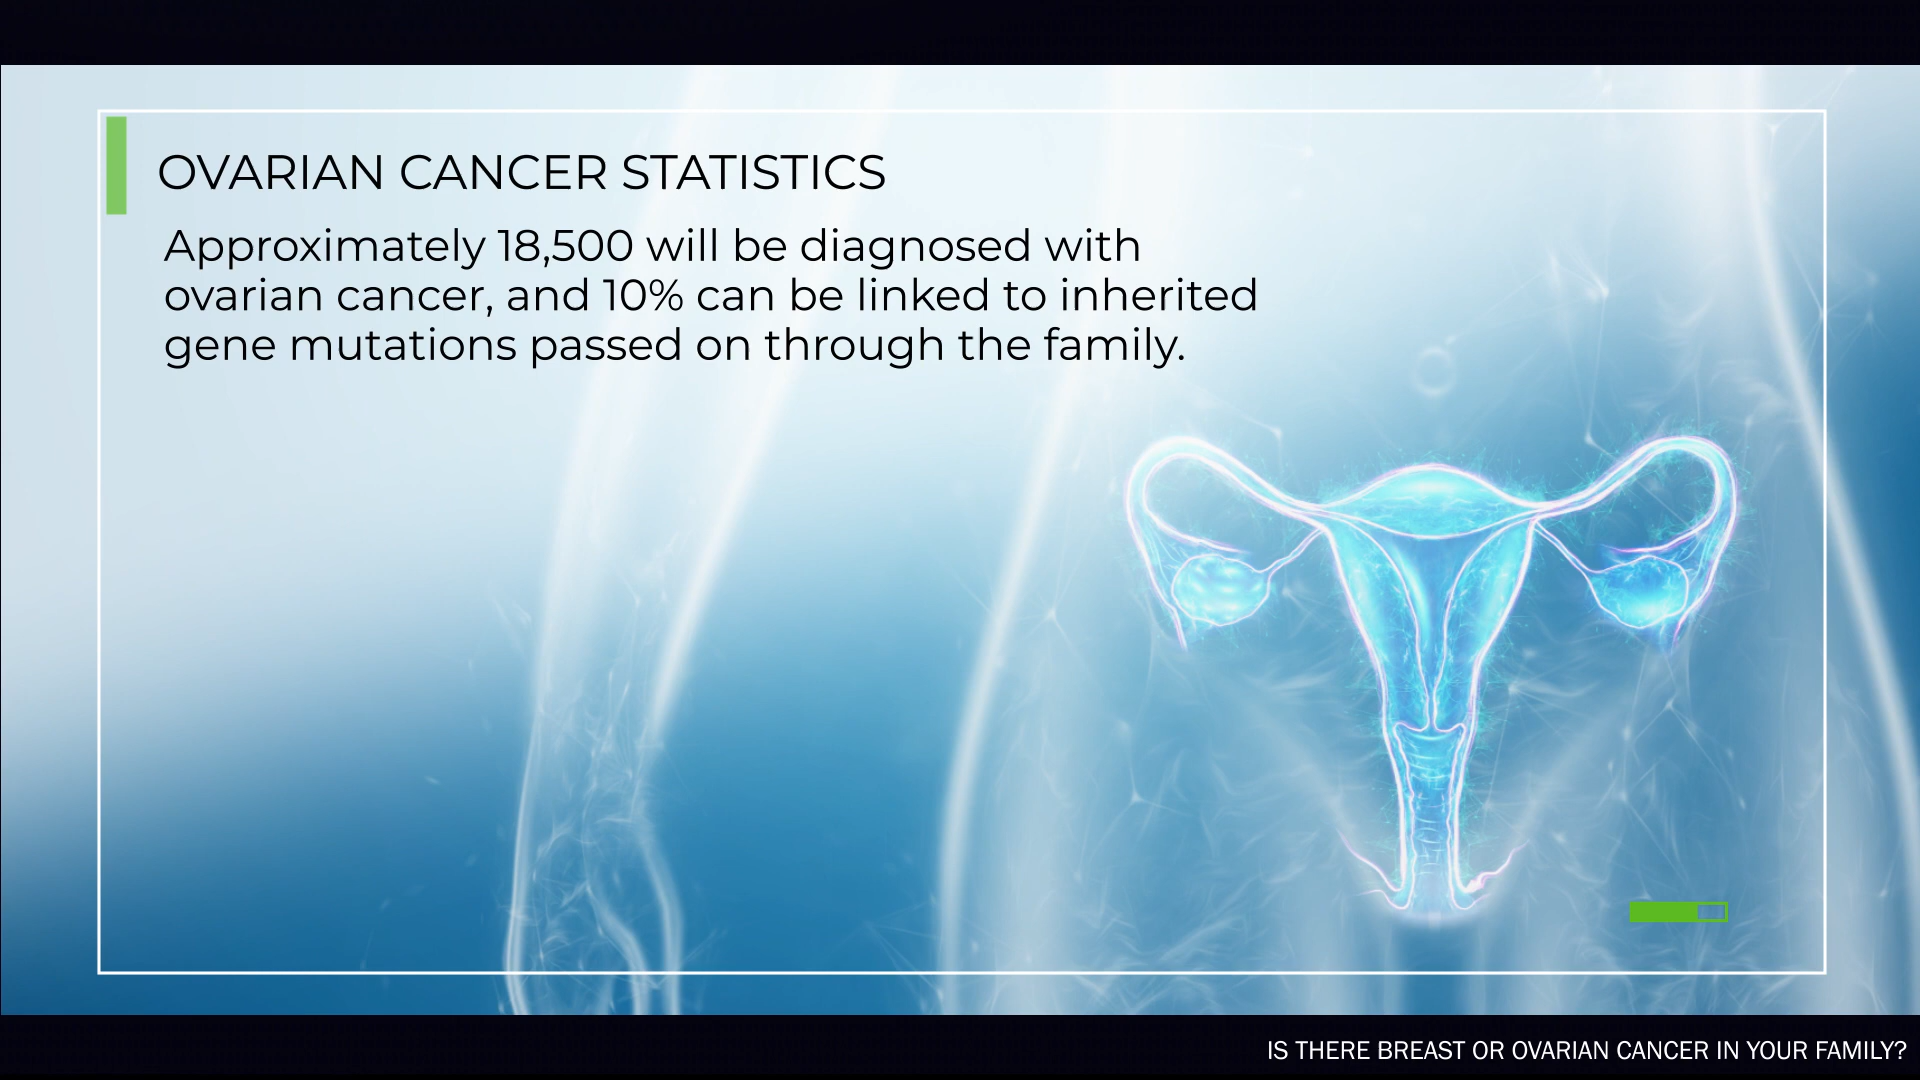 OVARIAN CANCER STATISTICS
Approximately 18,500 will be diagnosed with
ovarian cancer, and 10% can be linked to inherited
gene mutations passed on through the family.
IS THERE BREAST OR OVARIAN CANCER IN YOUR FAMILY?